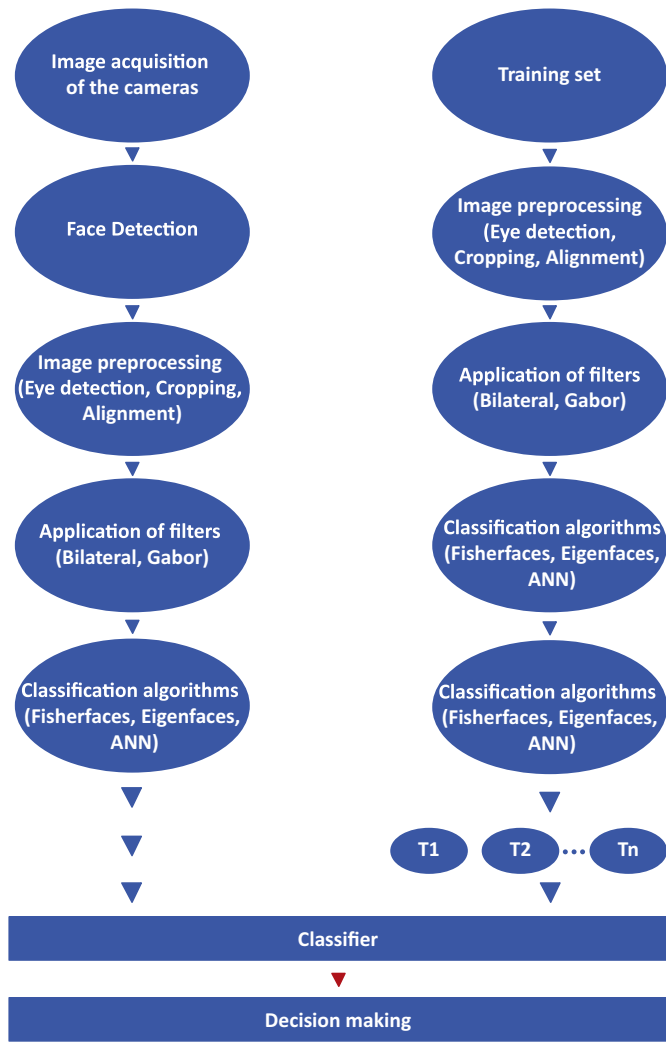 Image acquisition
of the cameras
Face Detection
Image preprocessing
(Eye detection, Cropping,
Alignment)
Application of filters
(Bilateral, Gabor)
Classification algorithms
(Fisherfaces, Eigenfaces,
ANN)
Training set
Image preprocessing
(Eye detection,
Cropping, Alignment)
Application of filters
(Bilateral, Gabor)
Classification algorithms
(Fisherfaces, Eigenfaces,
ANN)
Classification algorithms
(Fisherfaces, Eigenfaces,
ANN)
T1 T2 ... Tn
Classifier
Decision making